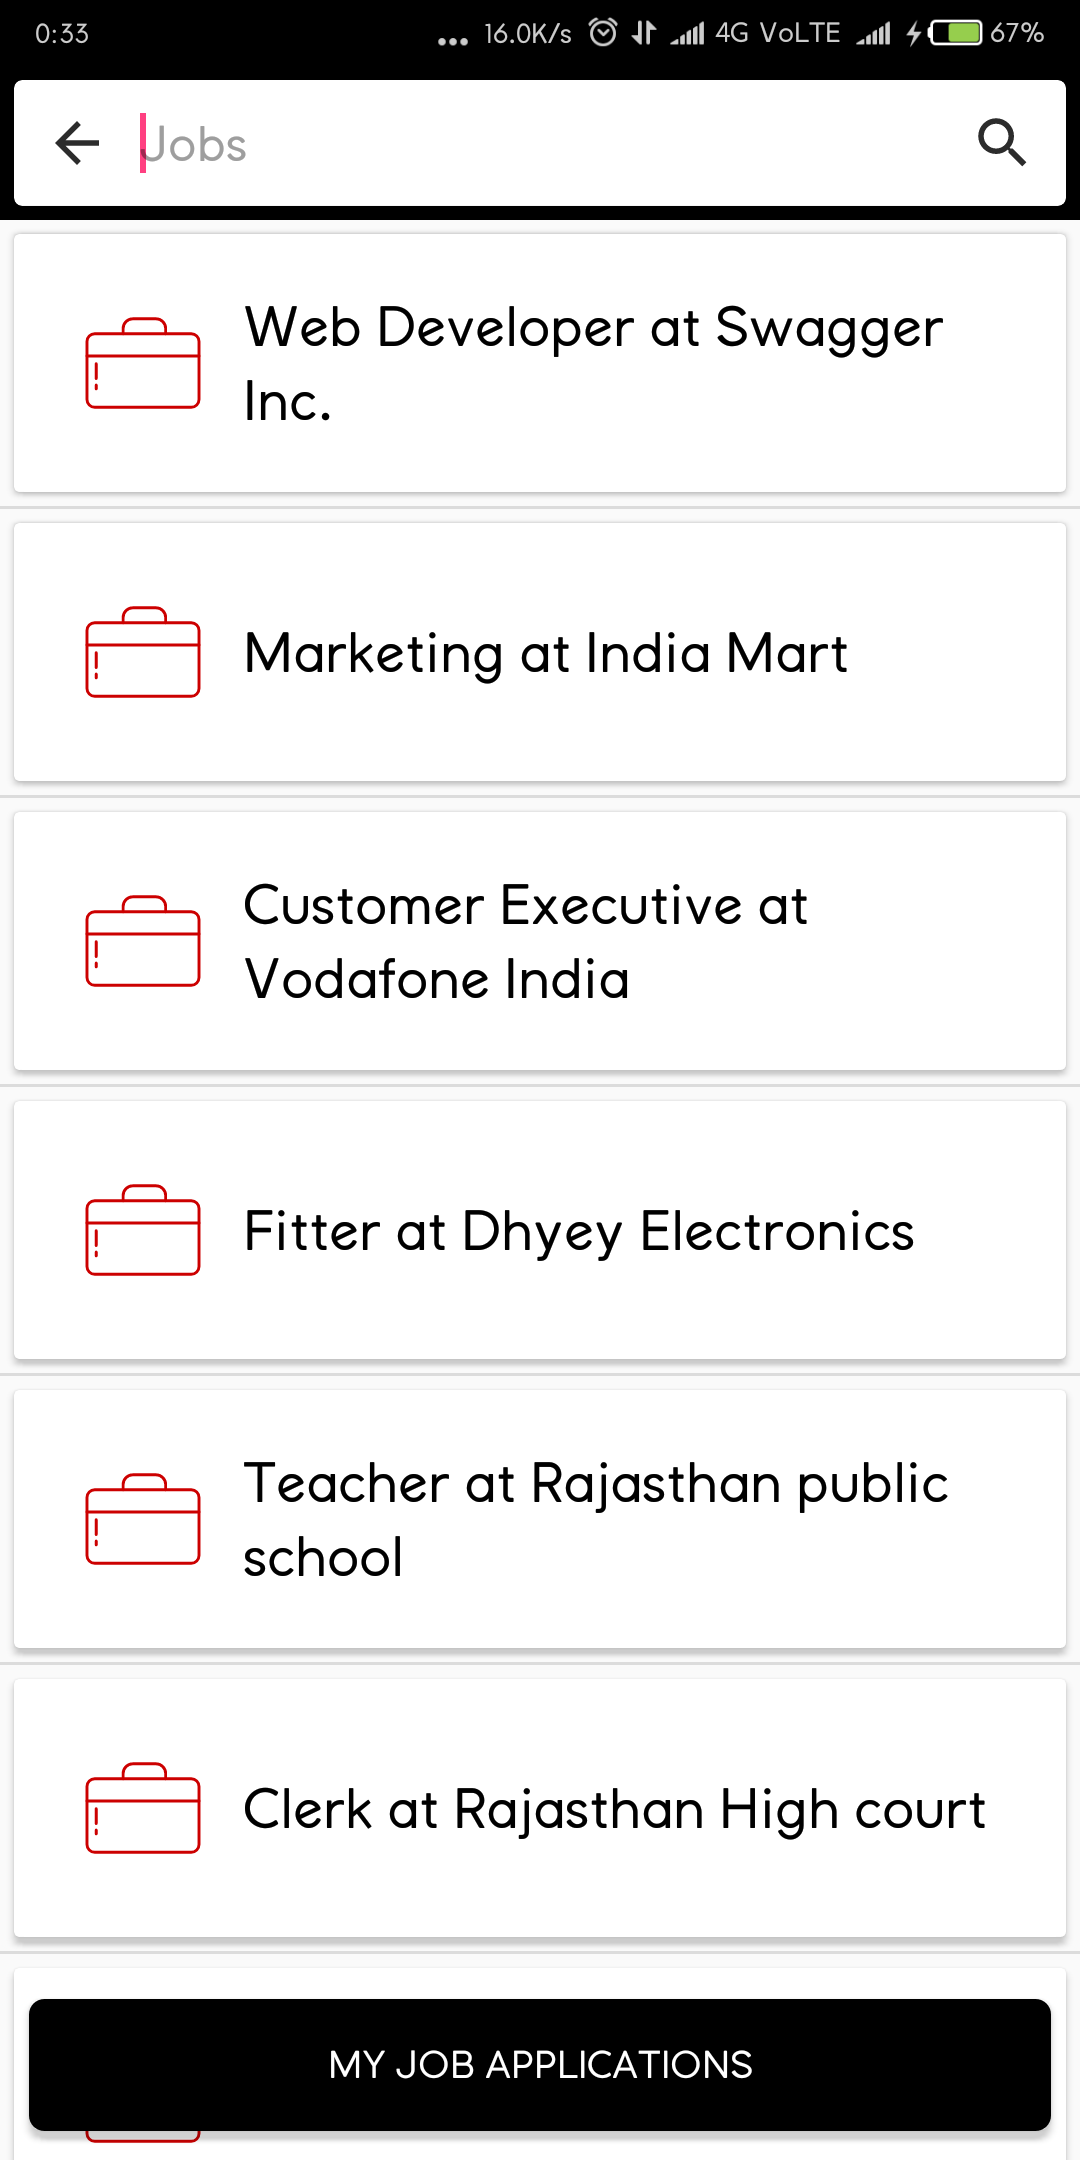 0:33
... 16.0K/s 4G VoLTE 67%
Jobs
Web Developer at Swagger
Inc.
Marketing at India Mart
Customer Executive at
Vodafone India
Fitter at Dhyey Electronics
Teacher at Rajasthan public
school
Clerk at Rajasthan High court
MY JOB APPLICATIONS